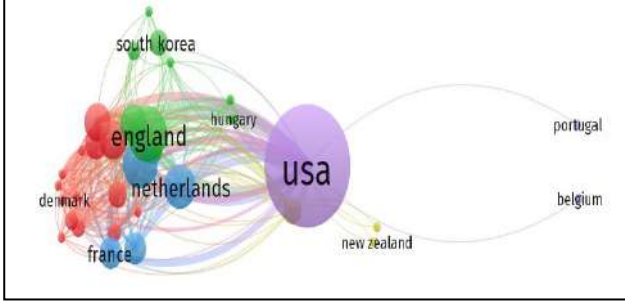 south korea
hungary
england
usa
portugal
netherlands
denmark
belgium
new zealand
france